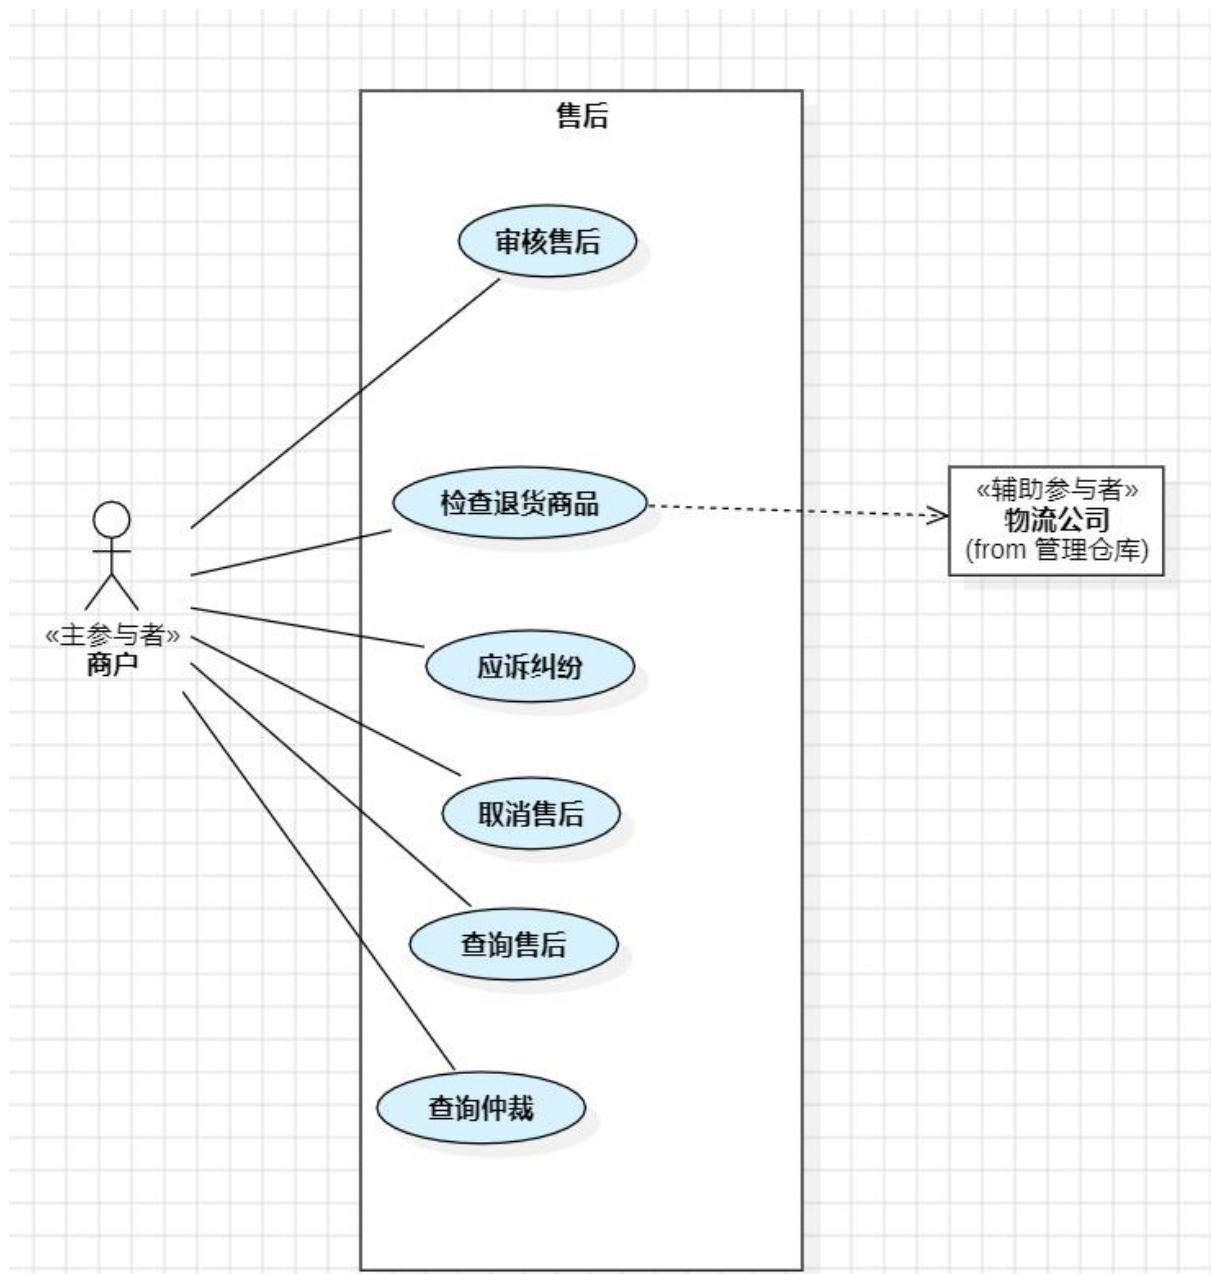 售后
审核售后
检查退货商品
«辅助参与者»
物流公司
(from 管理仓库)
«主参与者»
商户
应诉纠纷
取消售后
查询售后
查询仲裁